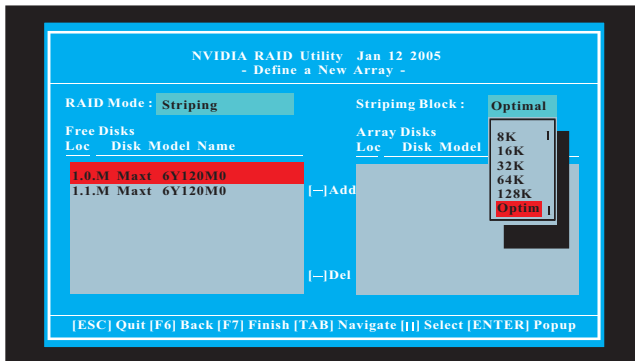 NVIDIA RAID Utility Jan 12 2005
- Define a New Array -
RAID Mode : Striping
Stripimg Block : Optimal
Free Disks
Loc Disk Model Name
Array Disks
Loc Disk Model
8K
16K
32K
64K
128K
Optim
1.0.M Maxt 6Y120M0
1.1.M Maxt 6Y120M0
[—]Add
[—]Del
[ESC] Quit [F6] Back [F7] Finish [TAB] Navigate [||] Select [ENTER] Popup